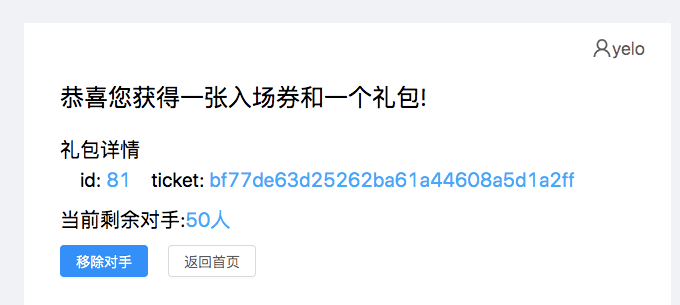 yelo
恭喜您获得一张入场券和一个礼包!
礼包详情
id: 81 ticket: bf77de63d25262ba61a44608a5d1a2ff
当前剩余对手:50人
移除对手 返回首页